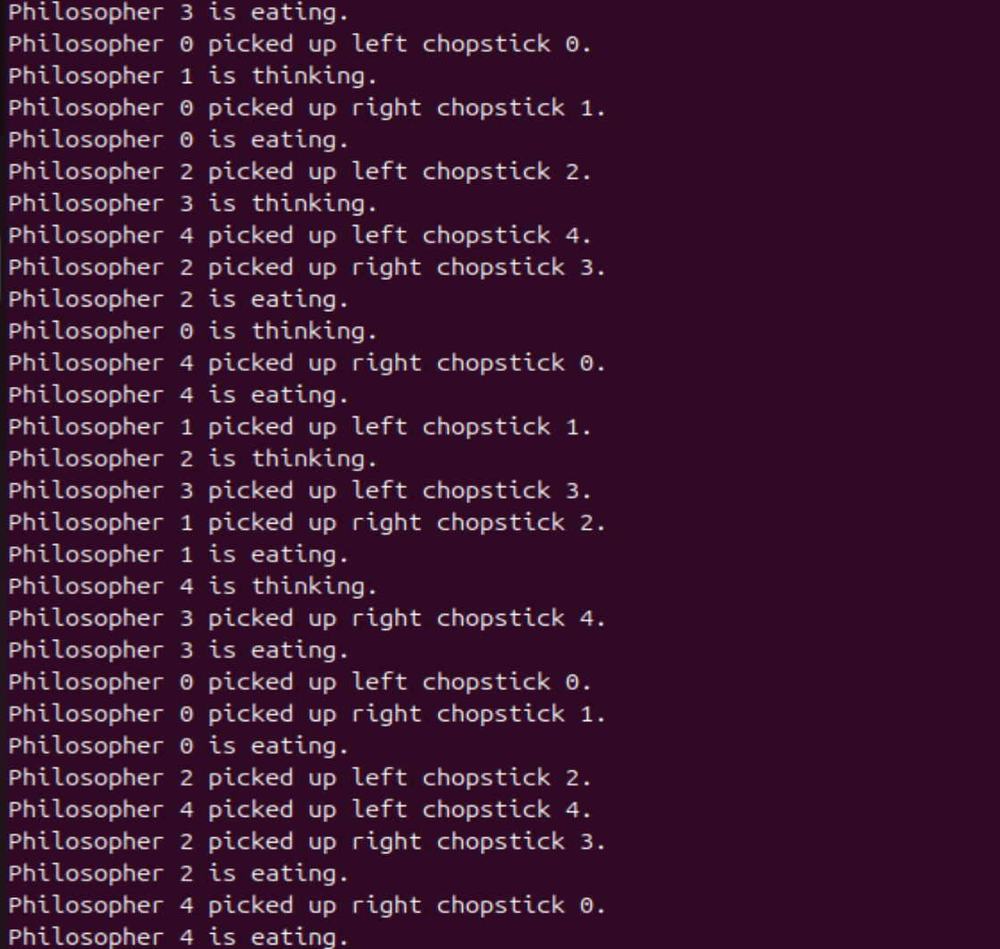 Philosopher 3 is eating.
Philosopher 0 picked up left chopstick 0.
Philosopher 1 is thinking.
Philosopher 0 picked up right chopstick 1.
Philosopher 0 is eating.
Philosopher 2 picked up left chopstick 2.
Philosopher 3 is thinking.
Philosopher 4 picked up left chopstick 4.
Philosopher 2 picked up right chopstick 3.
Philosopher 2 is eating.
Philosopher 0 is thinking.
Philosopher 4 picked up right chopstick 0.
Philosopher 4 is eating.
Philosopher 1 picked up left chopstick 1.
Philosopher 2 is thinking.
Philosopher 3 picked up left chopstick 3.
Philosopher 1 picked up right chopstick 2.
Philosopher 1 is eating.
Philosopher 4 is thinking.
Philosopher 3 picked up right chopstick 4.
Philosopher 3 is eating.
Philosopher 0 picked up left chopstick 0.
Philosopher 0 picked up right chopstick 1.
Philosopher 0 is eating.
Philosopher 2 picked up left chopstick 2.
Philosopher 4 picked up left chopstick 4.
Philosopher 2 picked up right chopstick 3.
Philosopher 2 is eating.
Philosopher 4 picked up right chopstick 0.
Philosopher 4 is eating.